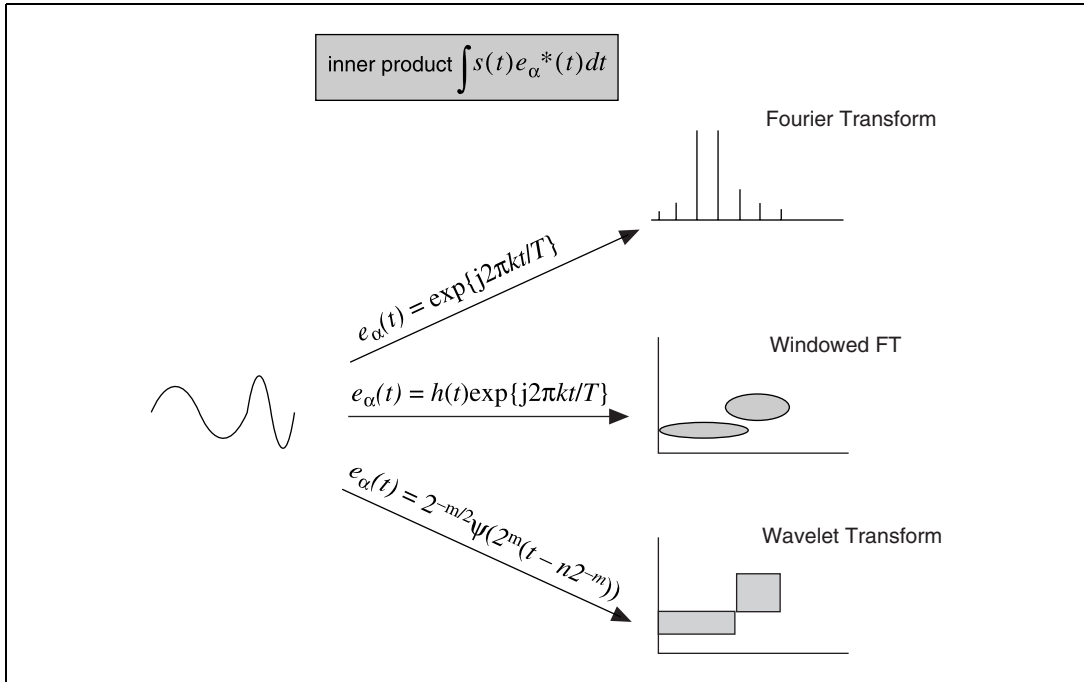 inner product ∫ s(t)e_α*(t)dt
Fourier Transform
e_α(t) = exp{j2πkt/T}
Windowed FT
e_α(t) = h(t)exp{j2πkt/T}
e_α(t) = 2^{–m/2}ψ(2^m(t – n2^{–m}))
Wavelet Transform